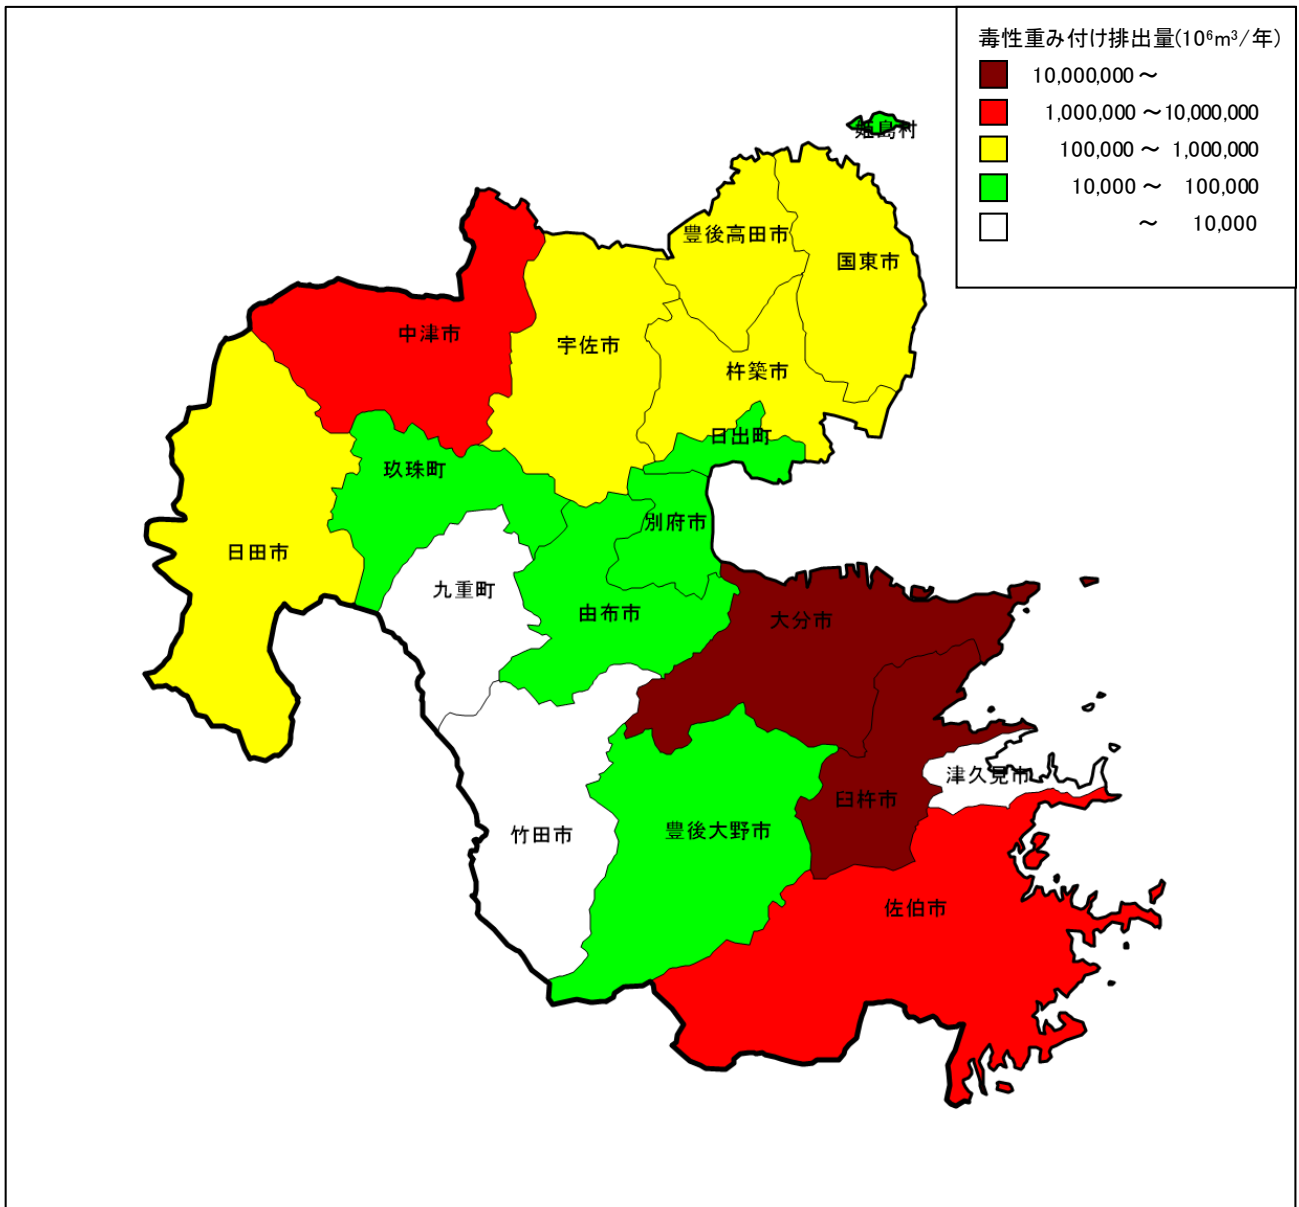 毒性重み付け排出量(10⁶m³/年)
10,000,000～
1,000,000 ～10,000,000
100,000～ 1,000,000
10,000～ 100,000
～ 10,000
姫島村
豊後高田市
国東市
中津市
宇佐市
杵築市
日出町
玖珠町
別府市
日田市
九重町
由布市
大分市
津久見市
臼杵市
竹田市
豊後大野市
佐伯市